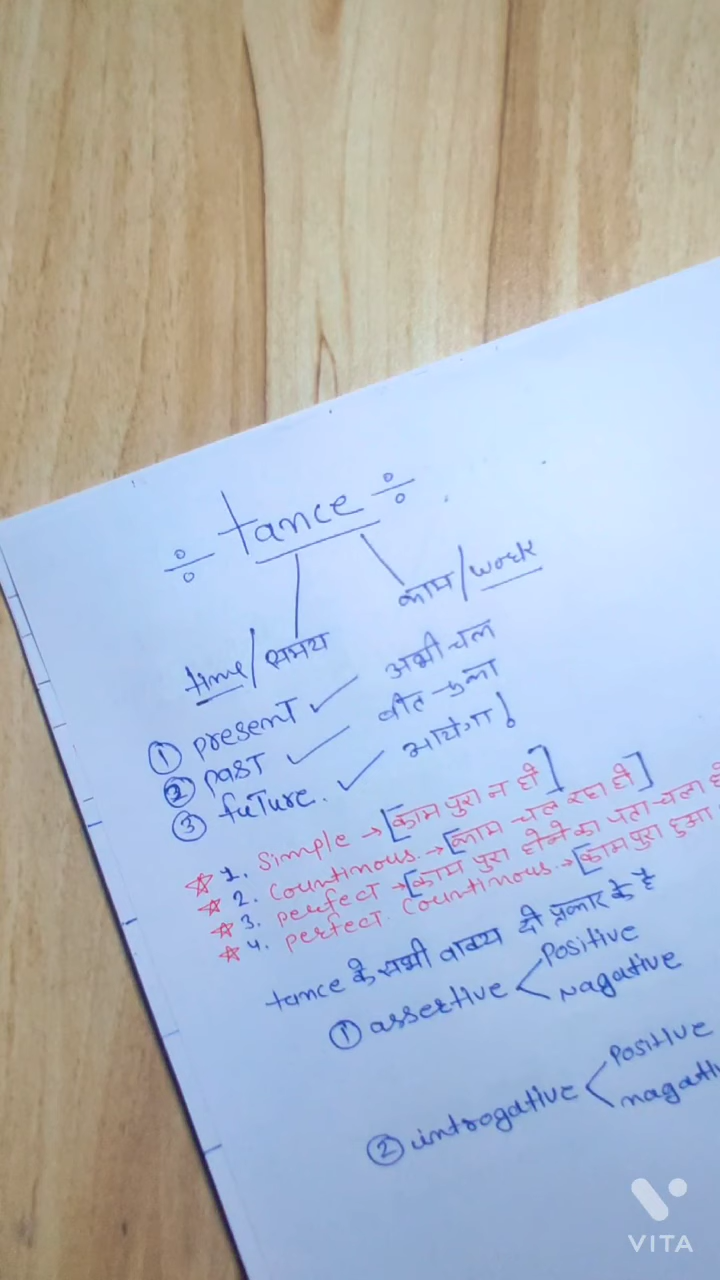 ÷ tance ÷
time/समय काम/work
① present ✓ अभी चल
② past ✓ बीत चुका
③ future. ✓ आयेगा!
☆ 1. Simple → [काम पुरा न हो]
☆ 2. Countinous. → [काम चल रहा हो]
☆ 3. perfect → [काम पुरा होने का पता चला हो
☆ 4. perfect. Countinous. → [काम पुरा हुआ
tance के सभी वाक्य दो प्रकार के है
① assertive < Positive
Nagative
② introgative < Positive
nagati
VITA